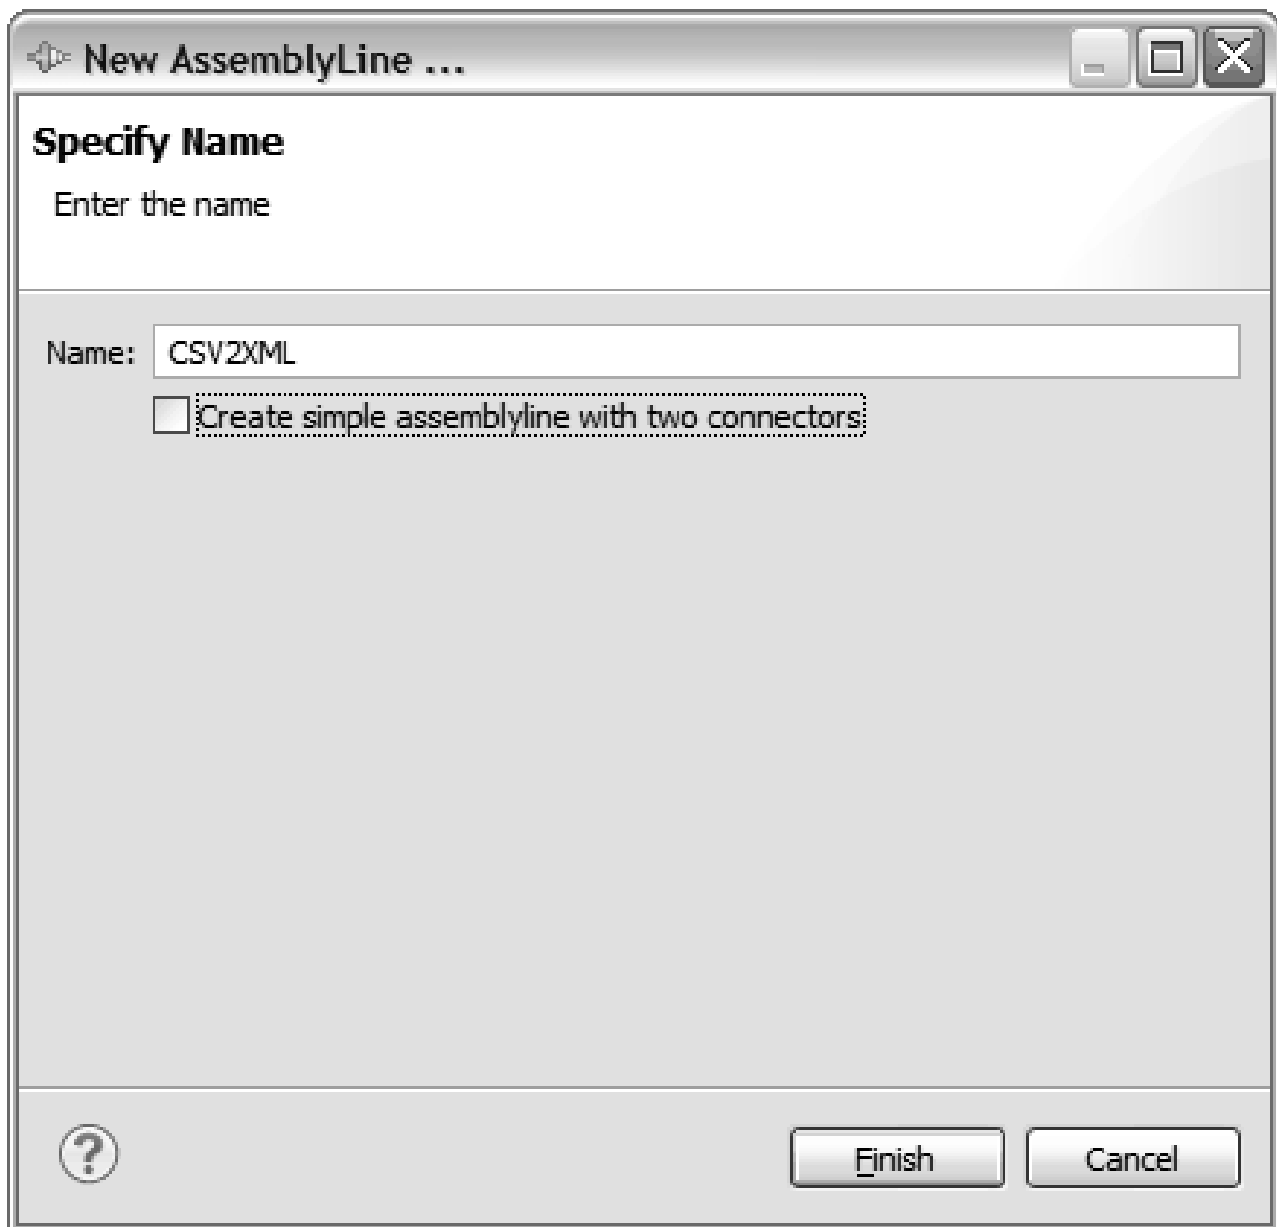 New AssemblyLine ...
Specify Name
Enter the name
Name: CSV2XML
Create simple assemblyline with two connectors
?
Finish Cancel